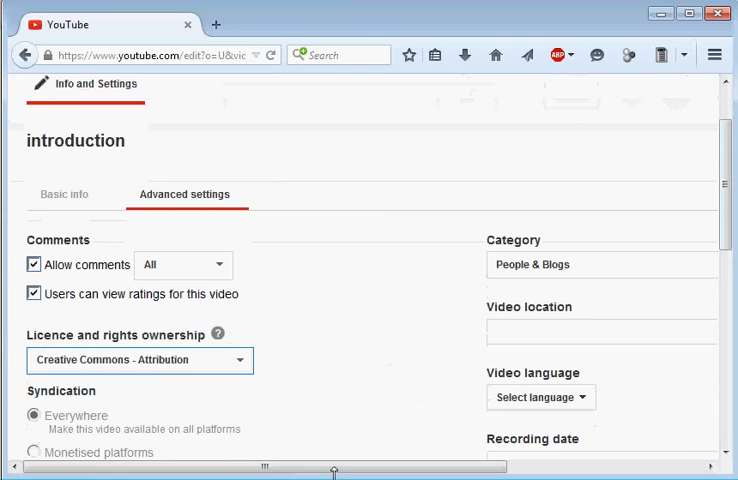 YouTube
https://www.youtube.com/edit?o=U&vic
Search
ABP
Info and Settings
introduction
Basic info
Advanced settings
Comments
Allow comments
All
Users can view ratings for this video
Licence and rights ownership ?
Creative Commons - Attribution
Syndication
Everywhere
Make this video available on all platforms
Monetised platforms
Category
People & Blogs
Video location
Video language
Select language
Recording date